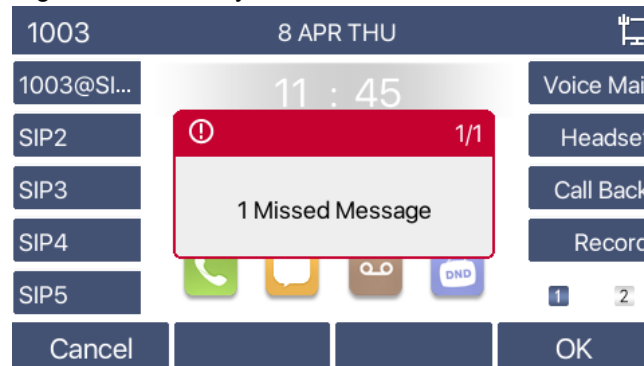 1003 8 APR THU
1003@SI... 11 : 45 Voice Mai
SIP2 1/1 Headset
SIP3 1 Missed Message Call Back
SIP4 Record
SIP5 DND 1 2
Cancel OK